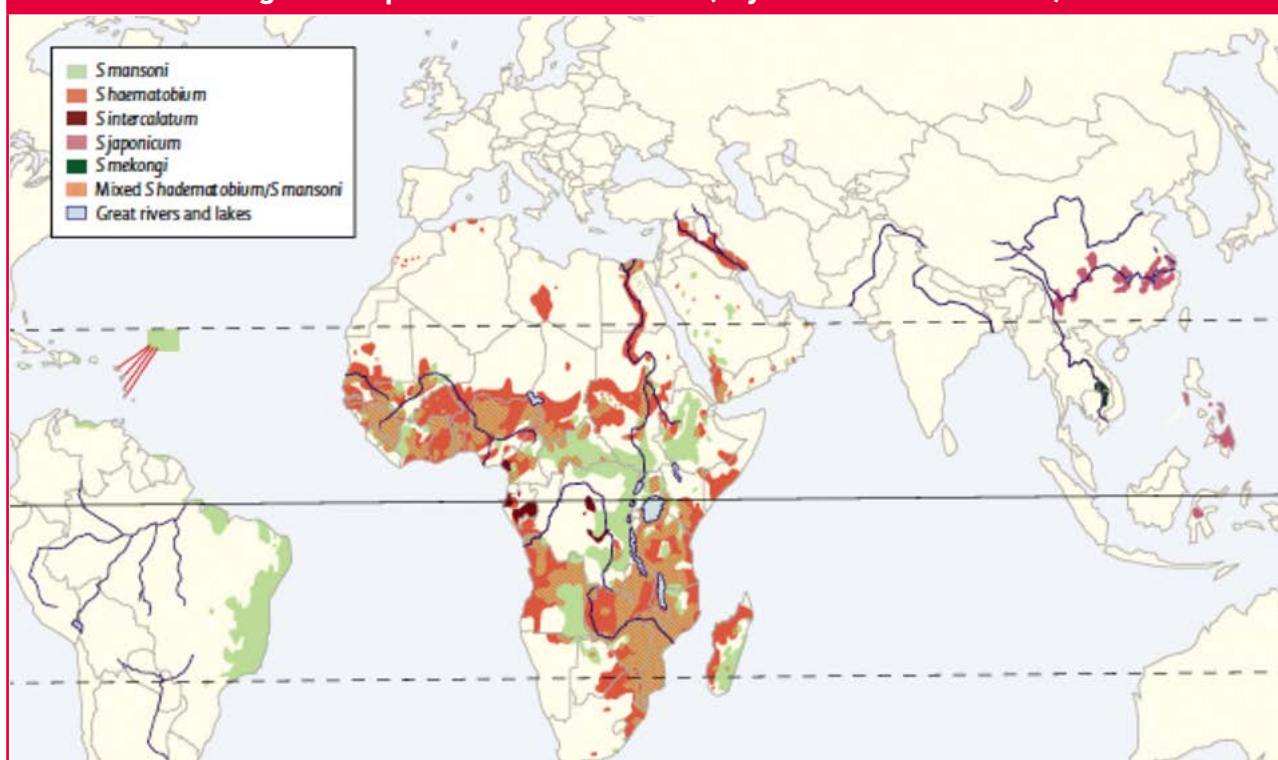 S mansoni
S haematobium
S intercalatum
S japonicum
S mekongi
Mixed S hadematobium/S mansoni
Great rivers and lakes